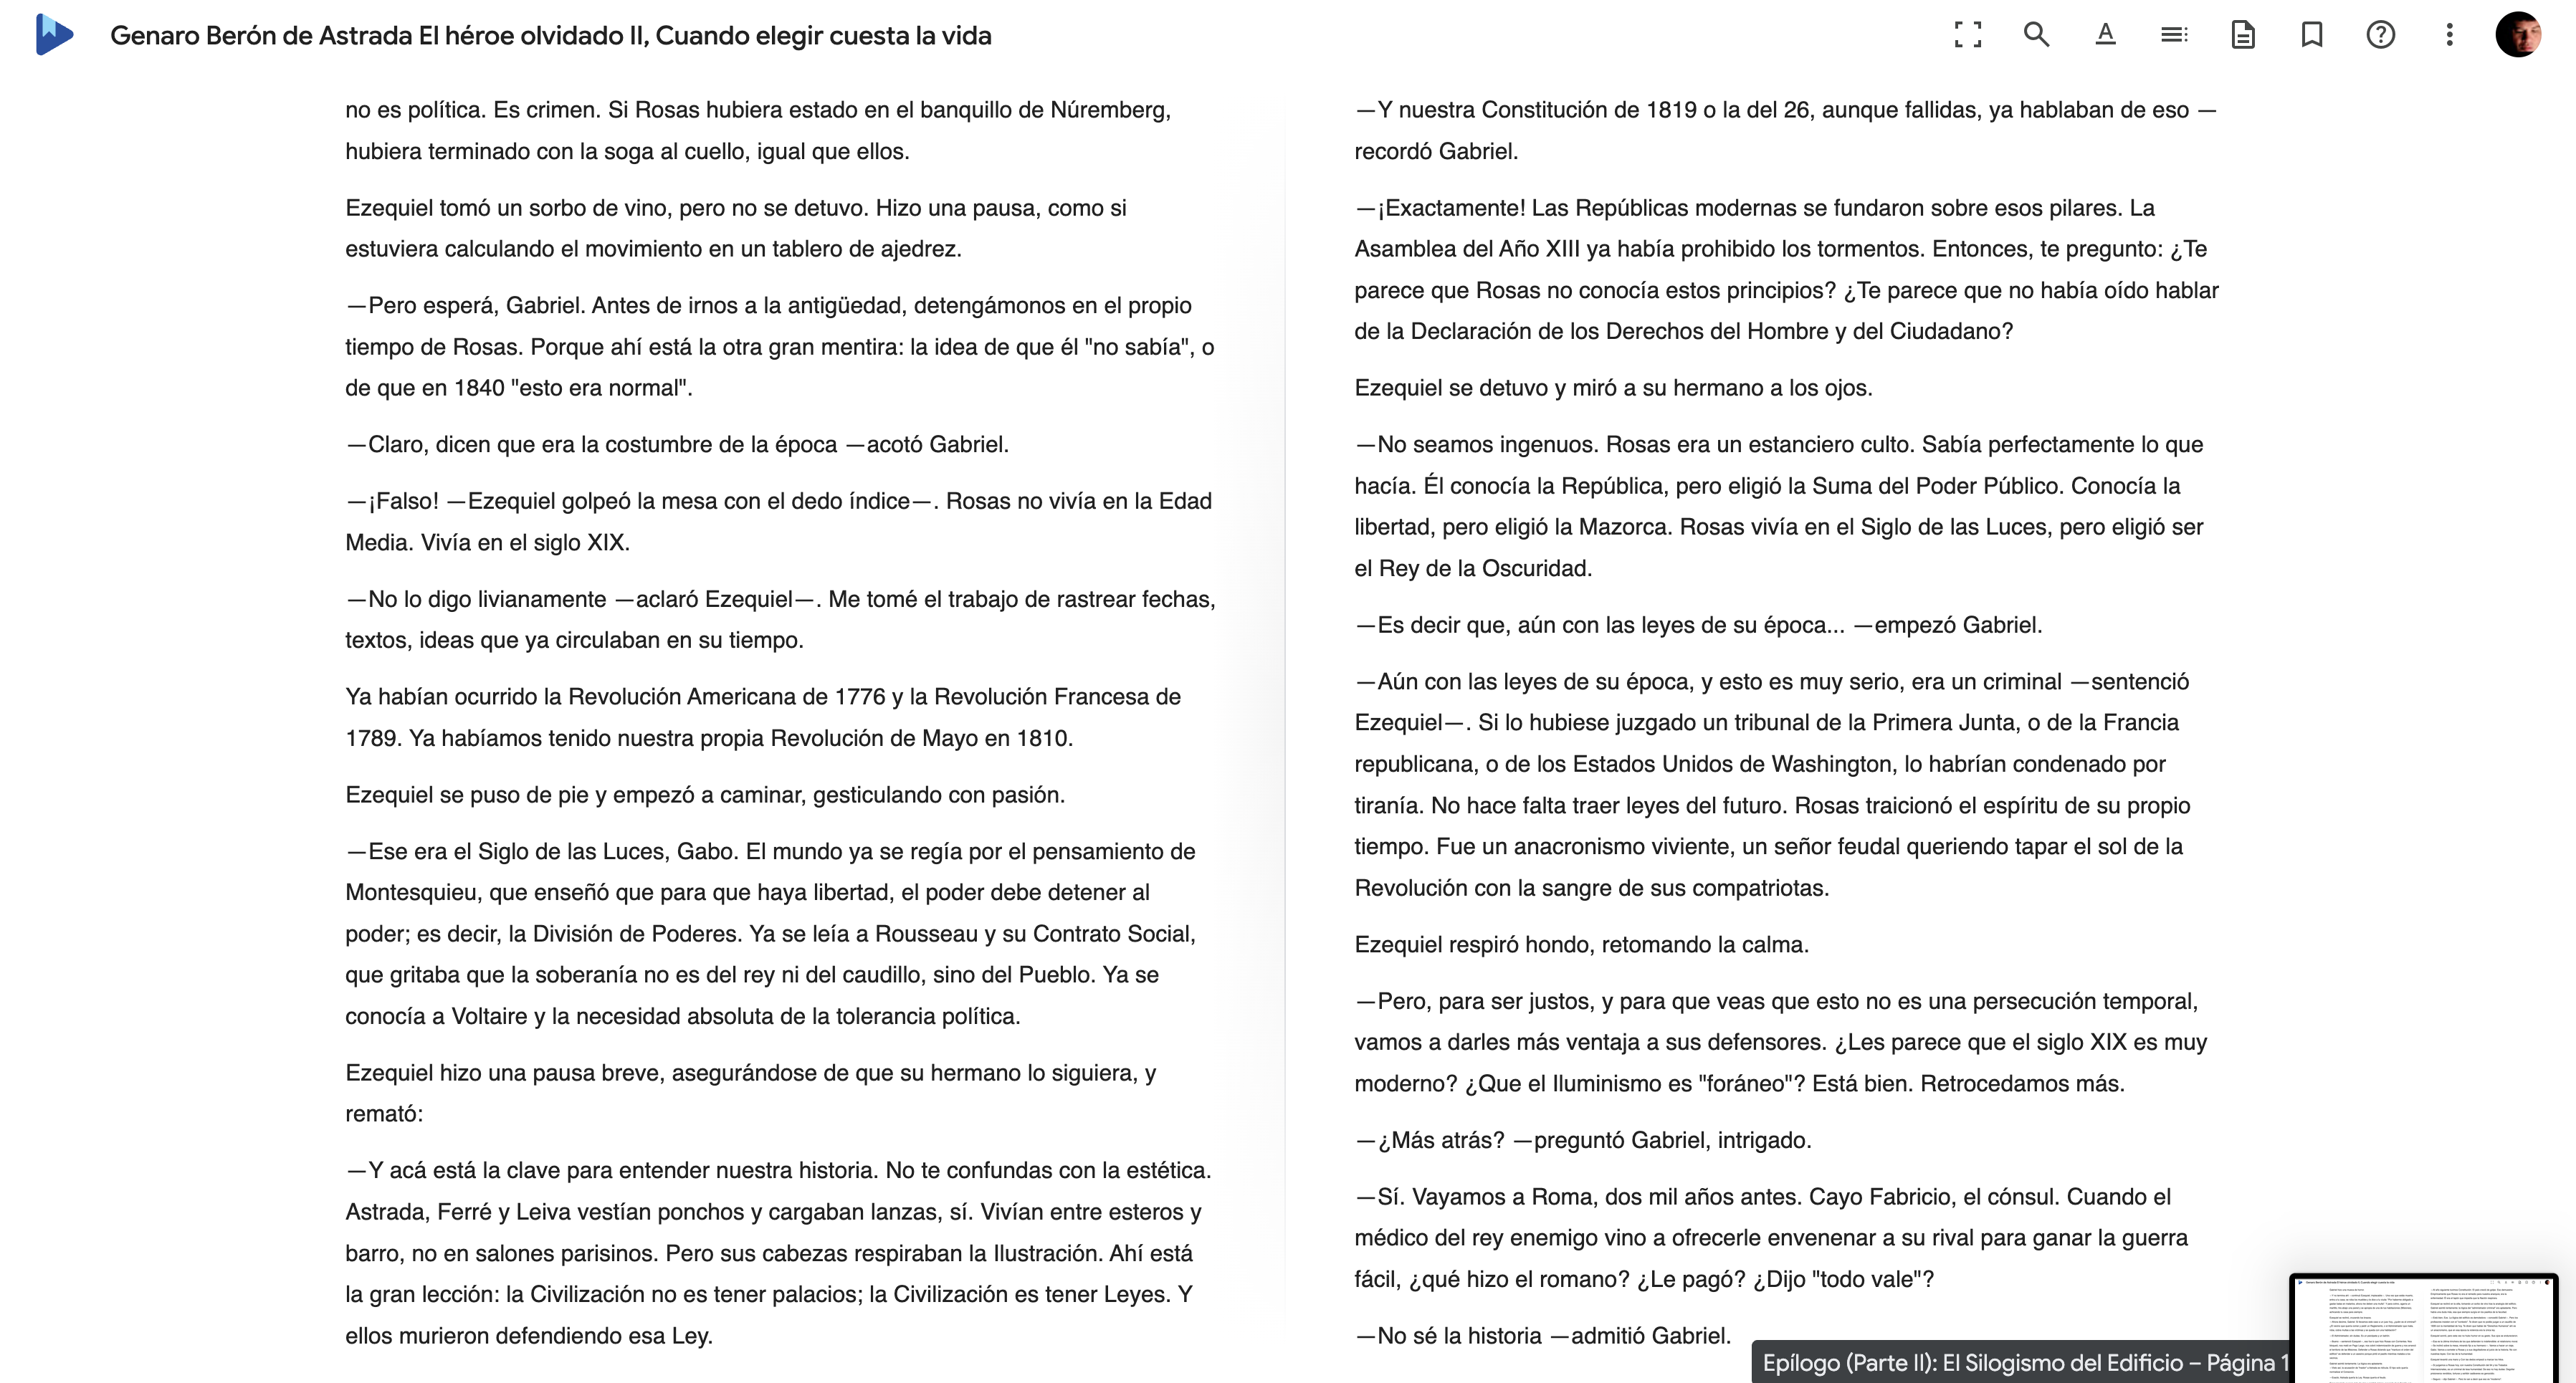 Genaro Berón de Astrada El héroe olvidado II, Cuando elegir cuesta la vida
no es política. Es crimen. Si Rosas hubiera estado en el banquillo de Núremberg,
hubiera terminado con la soga al cuello, igual que ellos.
Ezequiel tomó un sorbo de vino, pero no se detuvo. Hizo una pausa, como si
estuviera calculando el movimiento en un tablero de ajedrez.
—Pero esperá, Gabriel. Antes de irnos a la antigüedad, detengámonos en el propio
tiempo de Rosas. Porque ahí está la otra gran mentira: la idea de que él "no sabía", o
de que en 1840 "esto era normal".
—Claro, dicen que era la costumbre de la época —acotó Gabriel.
—¡Falso! —Ezequiel golpeó la mesa con el dedo índice—. Rosas no vivía en la Edad
Media. Vivía en el siglo XIX.
—No lo digo livianamente —aclaró Ezequiel—. Me tomé el trabajo de rastrear fechas,
textos, ideas que ya circulaban en su tiempo.
Ya habían ocurrido la Revolución Americana de 1776 y la Revolución Francesa de
1789. Ya habíamos tenido nuestra propia Revolución de Mayo en 1810.
Ezequiel se puso de pie y empezó a caminar, gesticulando con pasión.
—Ese era el Siglo de las Luces, Gabo. El mundo ya se regía por el pensamiento de
Montesquieu, que enseñó que para que haya libertad, el poder debe detener al
poder; es decir, la División de Poderes. Ya se leía a Rousseau y su Contrato Social,
que gritaba que la soberanía no es del rey ni del caudillo, sino del Pueblo. Ya se
conocía a Voltaire y la necesidad absoluta de la tolerancia política.
Ezequiel hizo una pausa breve, asegurándose de que su hermano lo siguiera, y
remató:
—Y acá está la clave para entender nuestra historia. No te confundas con la estética.
Astrada, Ferré y Leiva vestían ponchos y cargaban lanzas, sí. Vivían entre esteros y
barro, no en salones parisinos. Pero sus cabezas respiraban la Ilustración. Ahí está
la gran lección: la Civilización no es tener palacios; la Civilización es tener Leyes. Y
ellos murieron defendiendo esa Ley.
—Y nuestra Constitución de 1819 o la del 26, aunque fallidas, ya hablaban de eso —
recordó Gabriel.
—¡Exactamente! Las Repúblicas modernas se fundaron sobre esos pilares. La
Asamblea del Año XIII ya había prohibido los tormentos. Entonces, te pregunto: ¿Te
parece que Rosas no conocía estos principios? ¿Te parece que no había oído hablar
de la Declaración de los Derechos del Hombre y del Ciudadano?
Ezequiel se detuvo y miró a su hermano a los ojos.
—No seamos ingenuos. Rosas era un estanciero culto. Sabía perfectamente lo que
hacía. Él conocía la República, pero eligió la Suma del Poder Público. Conocía la
libertad, pero eligió la Mazorca. Rosas vivía en el Siglo de las Luces, pero eligió ser
el Rey de la Oscuridad.
—Es decir que, aún con las leyes de su época... —empezó Gabriel.
—Aún con las leyes de su época, y esto es muy serio, era un criminal —sentenció
Ezequiel—. Si lo hubiese juzgado un tribunal de la Primera Junta, o de la Francia
republicana, o de los Estados Unidos de Washington, lo habrían condenado por
tiranía. No hace falta traer leyes del futuro. Rosas traicionó el espíritu de su propio
tiempo. Fue un anacronismo viviente, un señor feudal queriendo tapar el sol de la
Revolución con la sangre de sus compatriotas.
Ezequiel respiró hondo, retomando la calma.
—Pero, para ser justos, y para que veas que esto no es una persecución temporal,
vamos a darles más ventaja a sus defensores. ¿Les parece que el siglo XIX es muy
moderno? ¿Que el Iluminismo es "foráneo"? Está bien. Retrocedamos más.
—¿Más atrás? —preguntó Gabriel, intrigado.
—Sí. Vayamos a Roma, dos mil años antes. Cayo Fabricio, el cónsul. Cuando el
médico del rey enemigo vino a ofrecerle envenenar a su rival para ganar la guerra
fácil, ¿qué hizo el romano? ¿Le pagó? ¿Dijo "todo vale"?
—No sé la historia —admitió Gabriel.
Epílogo (Parte II): El Silogismo del Edificio – Página 1